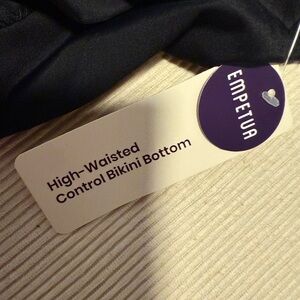 EMPETUA
High-Waisted
Control Bikini Bottom